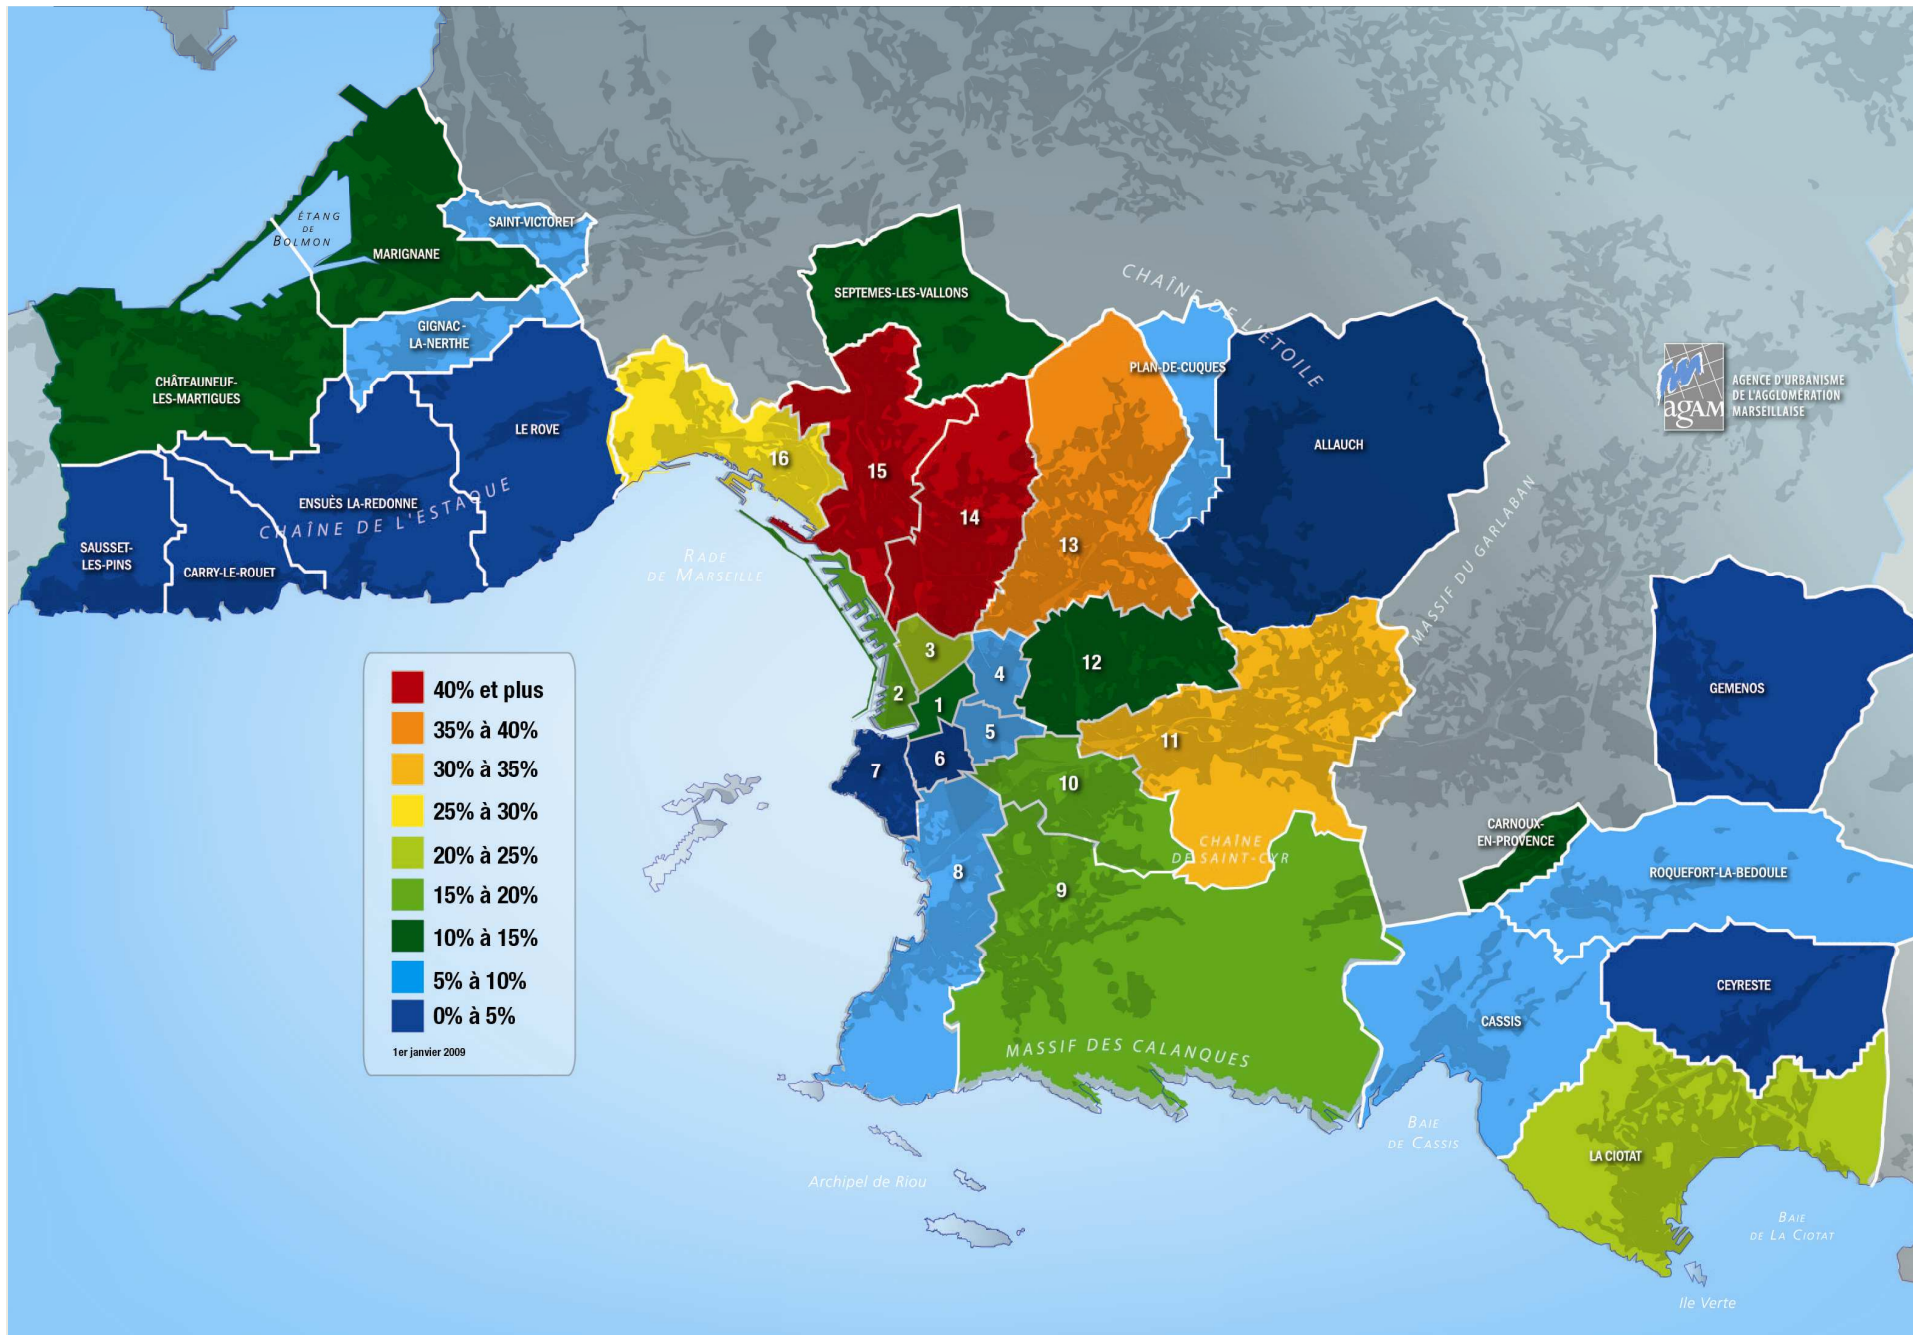 ÉTANG
DE
BOLMON
SAINT-VICTORET
MARIGNANE
SEPTEMES-LES-VALLONS
CHAÎNE DE L'ÉTOILE
GIGNAC-
LA-NERTHE
PLAN-DE-CUQUES
CHÂTEAUNEUF-
LES-MARTIGUES
AGENCE D'URBANISME
DE L'AGGLOMÉRATION
MARSEILLAISE
agAM
LE ROVE
ALLAUCH
16
15
14
13
ENSUÈS LA-REDONNE
CHAÎNE DE L'ESTAQUE
SAUSSET-
LES-PINS
CARRY-LE-ROUET
RADE
DE MARSEILLE
MASSIF DU GARLABAN
3
4
12
2
1
5
11
6
7
10
GEMENOS
40% et plus
35% à 40%
30% à 35%
25% à 30%
20% à 25%
15% à 20%
10% à 15%
5% à 10%
0% à 5%
1er janvier 2009
CHAÎNE
DE SAINT-CYR
CARNOUX-
EN-PROVENCE
8
9
ROQUEFORT-LA-BEDOULE
CEYRESTE
CASSIS
MASSIF DES CALANQUES
BAIE
DE CASSIS
LA CIOTAT
Archipel de Riou
BAIE
DE LA CIOTAT
Ile Verte